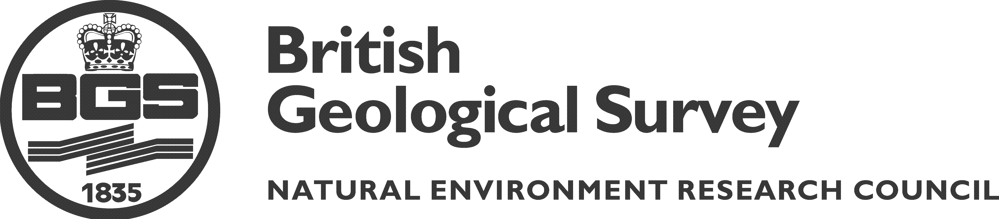 BGS
1835
British
Geological Survey
NATURAL ENVIRONMENT RESEARCH COUNCIL